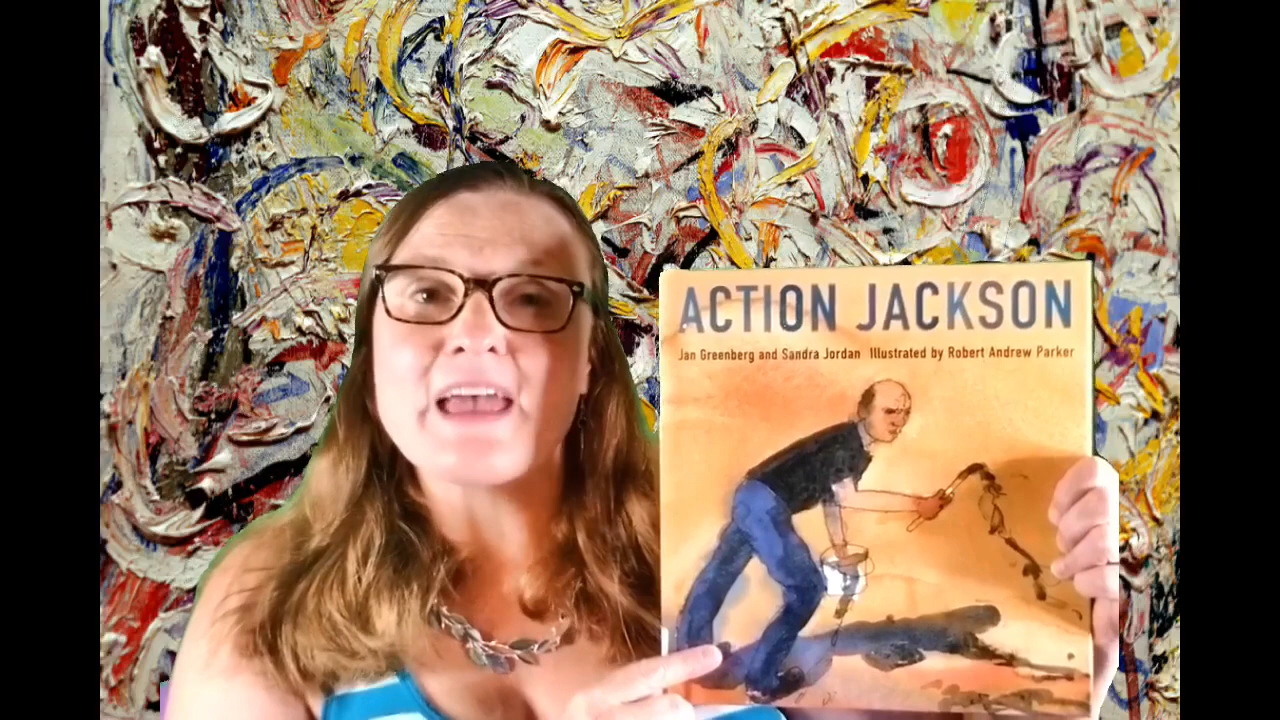 ACTION JACKSON
Jan Greenberg and Sandra Jordan Illustrated by Robert Andrew Parker